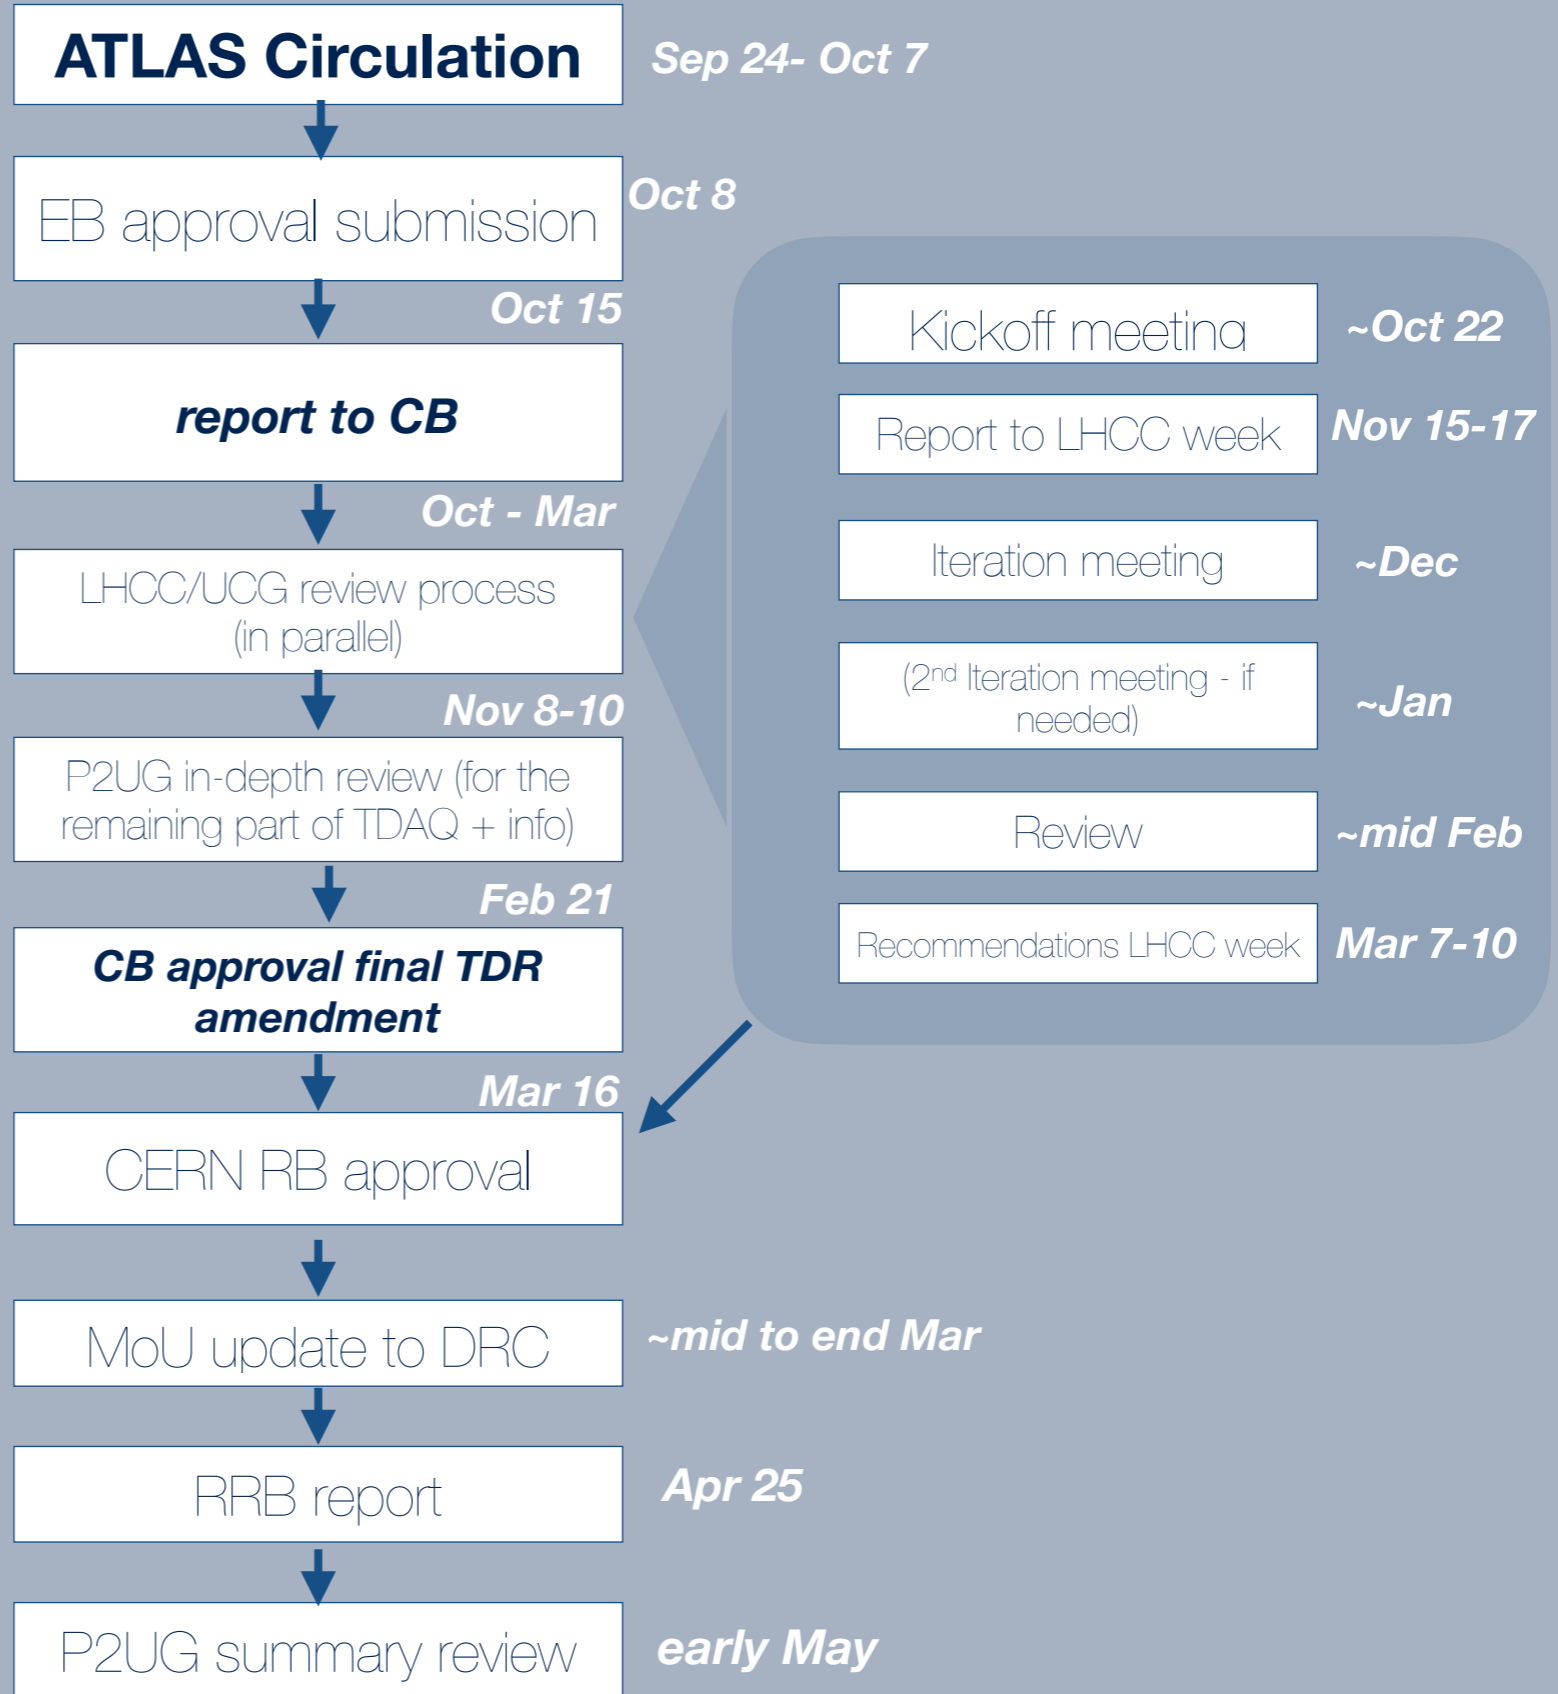 ATLAS Circulation
Sep 24- Oct 7
EB approval submission
Oct 8
Oct 15
report to CB
Oct - Mar
LHCC/UCG review process
(in parallel)
Nov 8-10
P2UG in-depth review (for the
remaining part of TDAQ + info)
Feb 21
CB approval final TDR
amendment
Mar 16
CERN RB approval
MoU update to DRC
~mid to end Mar
RRB report
Apr 25
P2UG summary review
early May
Kickoff meeting
~Oct 22
Report to LHCC week
Nov 15-17
Iteration meeting
~Dec
(2nd Iteration meeting - if
needed)
~Jan
Review
~mid Feb
Recommendations LHCC week
Mar 7-10